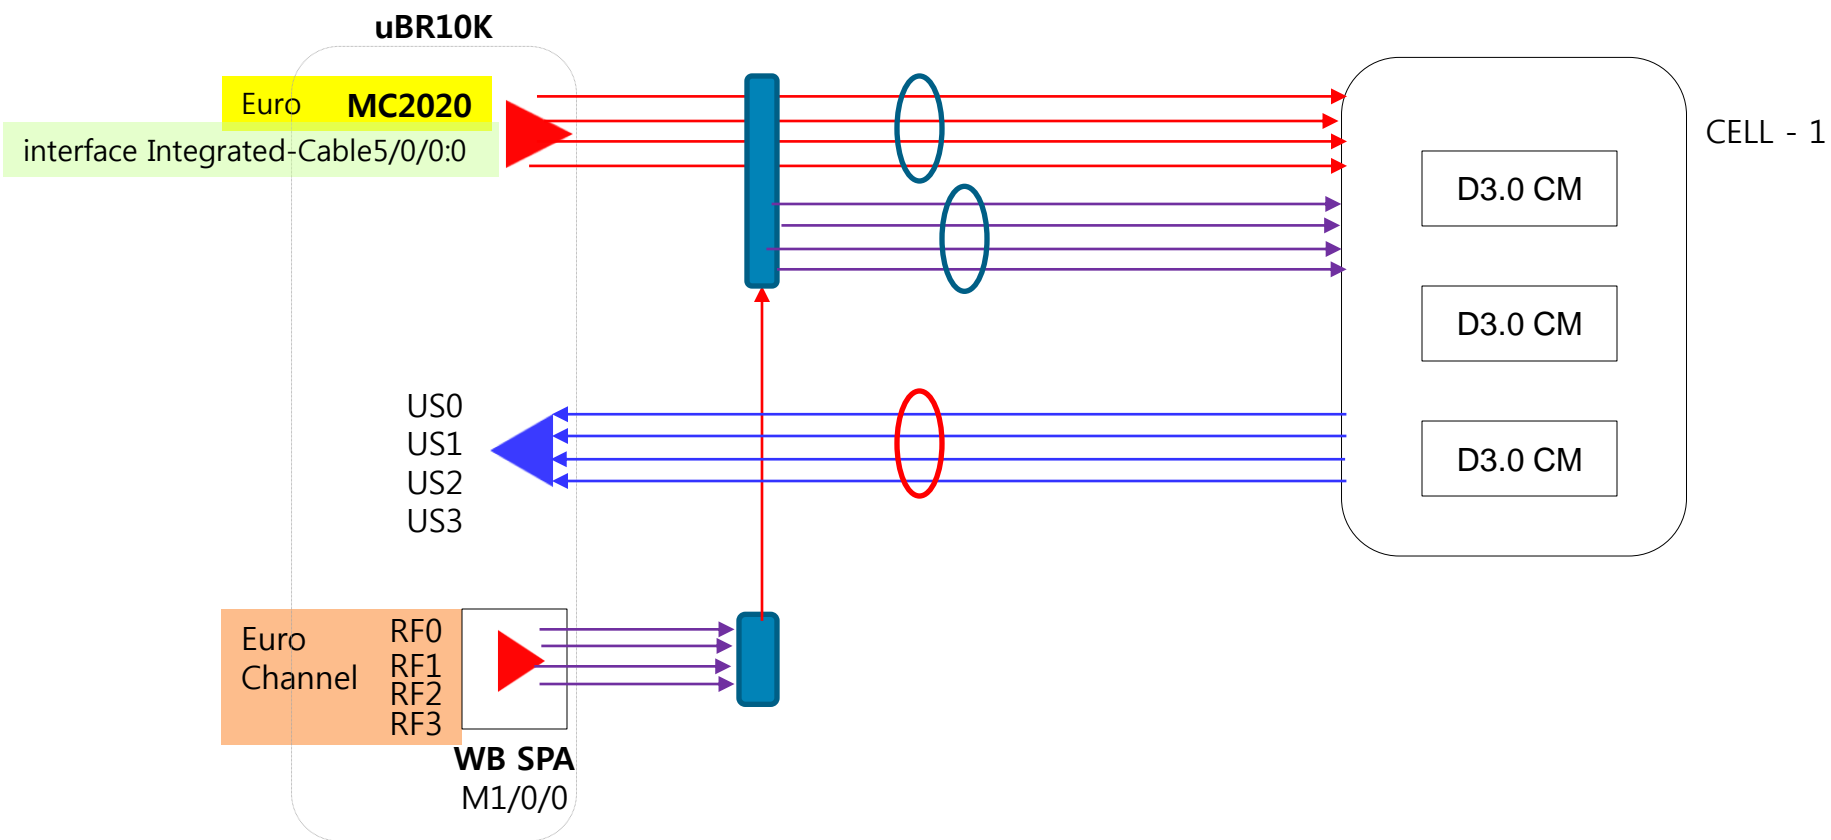 uBR10K
Euro MC2020
interface Integrated-Cable5/0/0:0
CELL - 1
D3.0 CM
D3.0 CM
D3.0 CM
US0
US1
US2
US3
Euro
Channel
RF0
RF1
RF2
RF3
WB SPA
M1/0/0